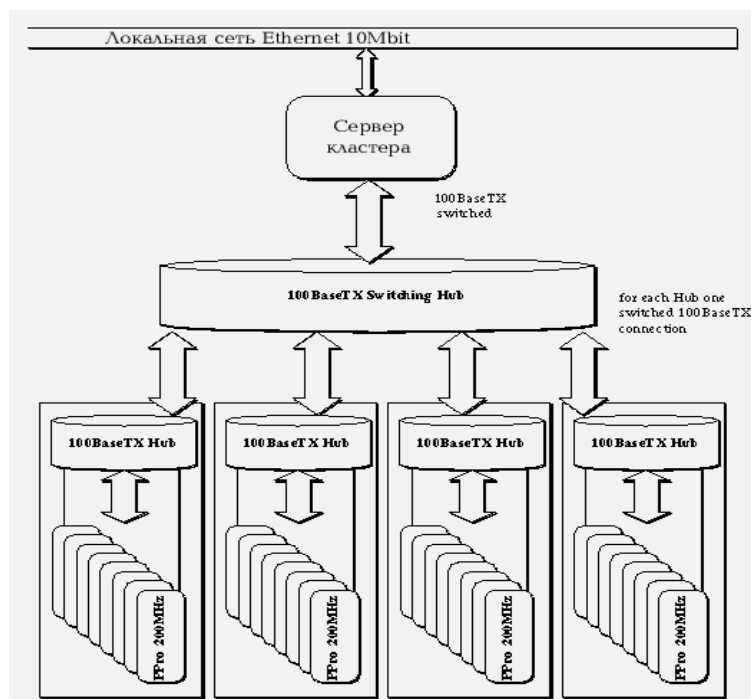 Локальная сеть Ethernet 10Mbit
Сервер
кластера
100BaseTX
switched
100BaseTX Switching Hub
for each Hub one
switched 100BaseTX
connection
100BaseTX Hub
100BaseTX Hub
100BaseTX Hub
100BaseTX Hub
PPro 200MHz
PPro 200MHz
PPro 200MHz
PPro 200MHz